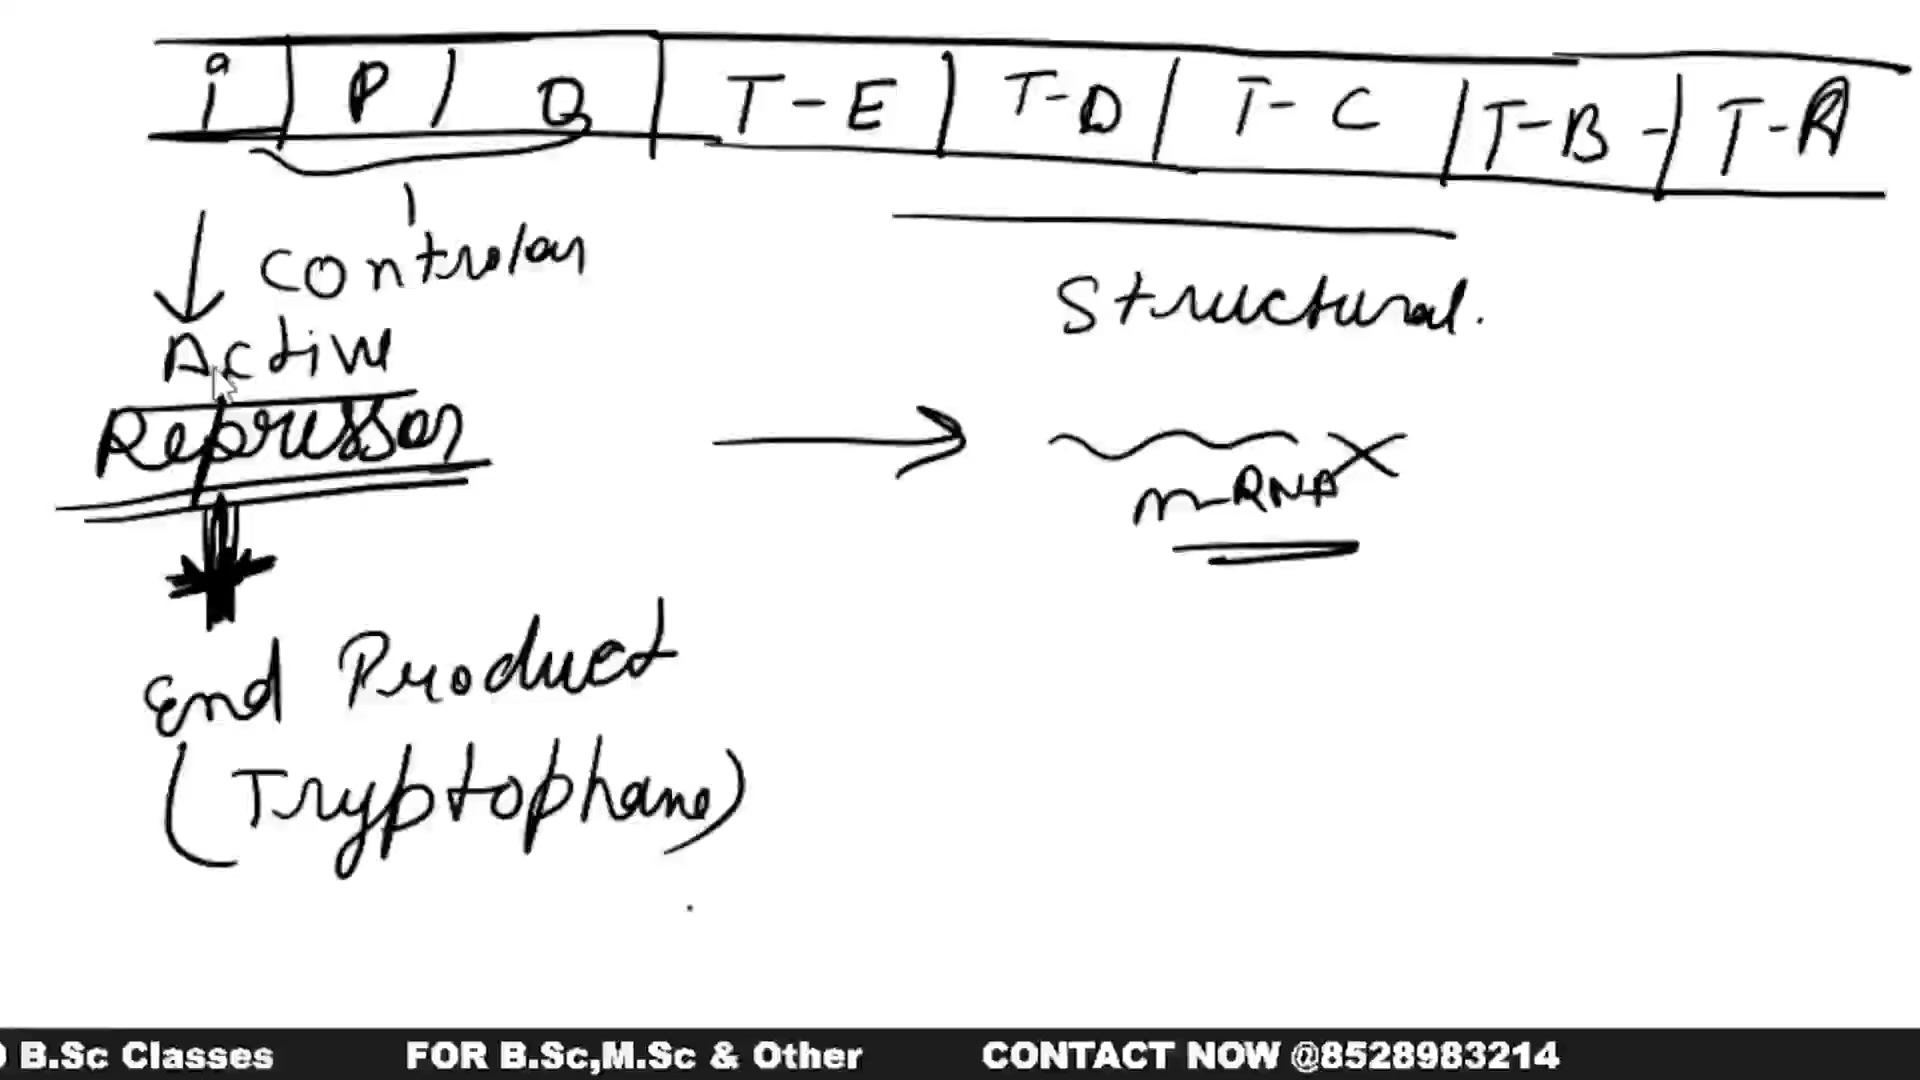 i | P | O | T-E | T-D | T-C | T-B - | T-A
Controlar
Structural.
Active
Repressor
m-RNA
End Product
(Tryptophane)
B.Sc Classes FOR B.Sc,M.Sc & Other CONTACT NOW @8528983214